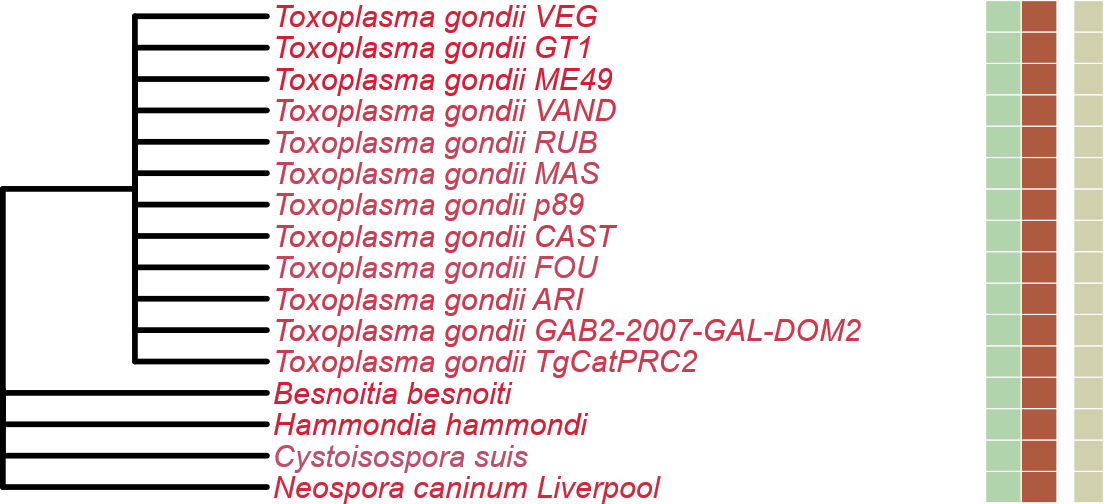 Toxoplasma gondii VEG
Toxoplasma gondii GT1
Toxoplasma gondii ME49
Toxoplasma gondii VAND
Toxoplasma gondii RUB
Toxoplasma gondii MAS
Toxoplasma gondii p89
Toxoplasma gondii CAST
Toxoplasma gondii FOU
Toxoplasma gondii ARI
Toxoplasma gondii GAB2-2007-GAL-DOM2
Toxoplasma gondii TgCatPRC2
Besnoitia besnoiti
Hammondia hammondi
Cystoisospora suis
Neospora caninum Liverpool